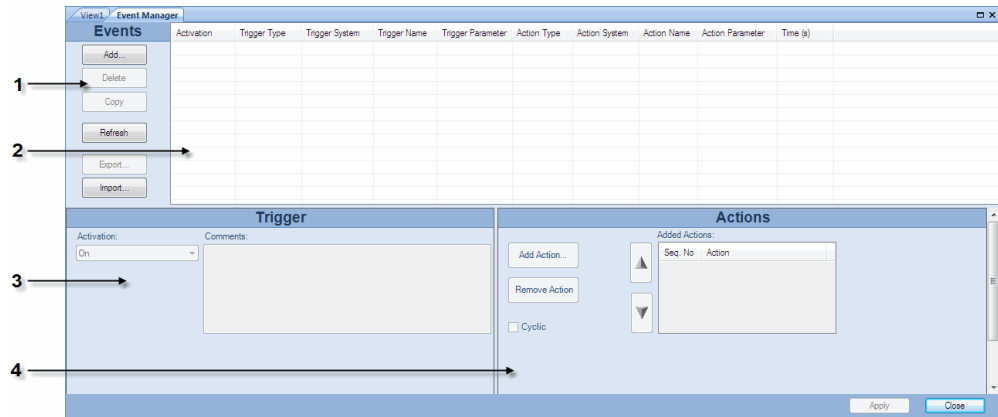 View1 Event Manager
Events
Activation Trigger Type Trigger System Trigger Name Trigger Parameter Action Type Action System Action Name Action Parameter Time (s)
Add...
1
Delete
Copy
Refresh
2
Export...
Import...
Trigger
Activation:
On
Comments:
3
Actions
Add Action...
Remove Action
Cyclic
Added Actions:
Seq. No Action
4
Apply Close